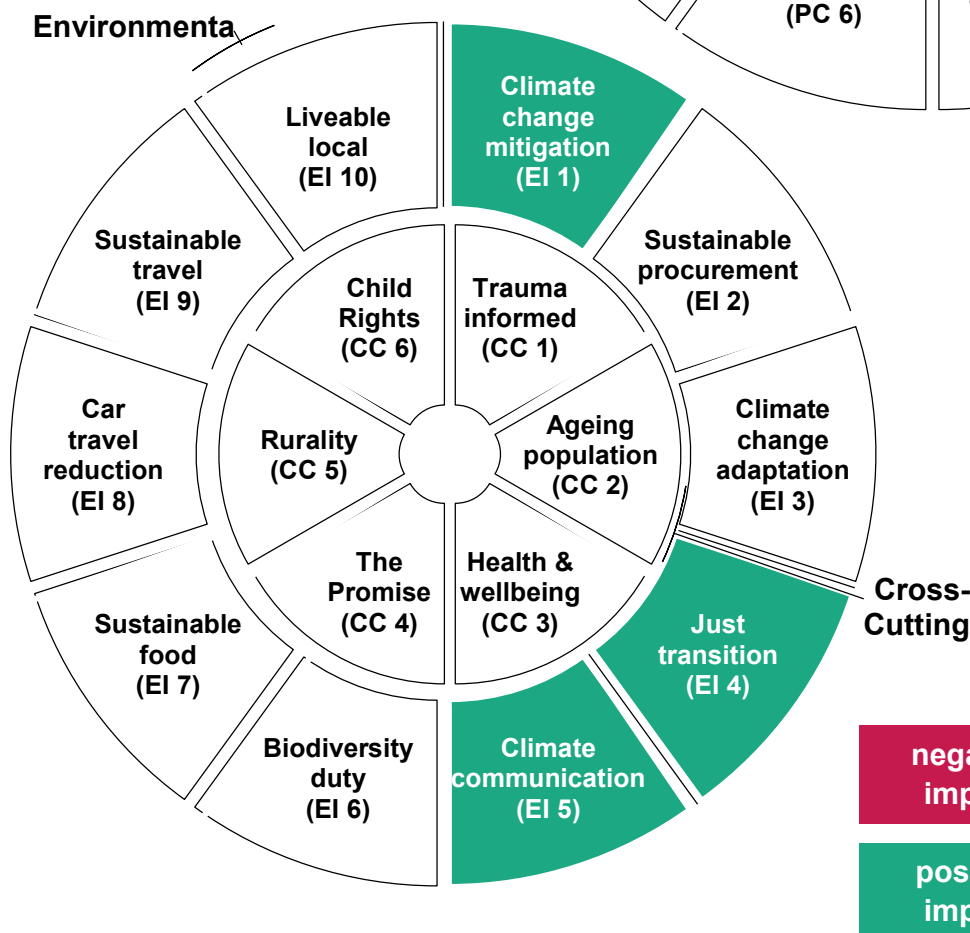 (PC 6)
Environmenta
Climate
change
mitigation
(EI 1)
Liveable
local
(EI 10)
Sustainable
procurement
(EI 2)
Sustainable
travel
(EI 9)
Child
Rights
(CC 6)
Trauma
informed
(CC 1)
Climate
change
adaptation
(EI 3)
Car
travel
reduction
(EI 8)
Rurality
(CC 5)
Ageing
population
(CC 2)
The
Promise
(CC 4)
Health &
wellbeing
(CC 3)
Cross-
Cutting
Just
transition
(EI 4)
Sustainable
food
(EI 7)
Biodiversity
duty
(EI 6)
Climate
communication
(EI 5)
nega
imp
pos
imp